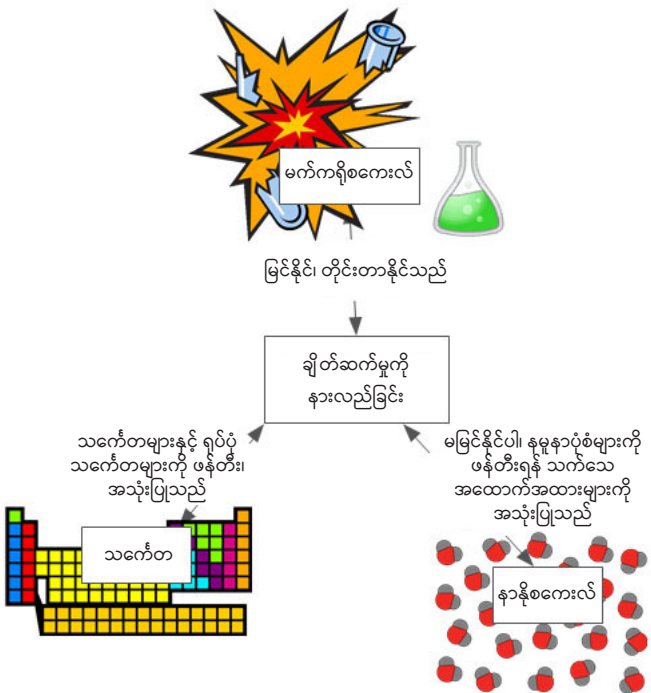 မက်ကရိုစကေးလ်
မြင်နိုင်၊ တိုင်းတာနိုင်သည်
ချိတ်ဆက်မှုကို
နားလည်ခြင်း
သင်္ကေတများနှင့် ရုပ်ပုံ
သင်္ကေတများကို ဖန်တီး၊
အသုံးပြုသည်
သင်္ကေတ
မမြင်နိုင်ပါ၊ နမူနာပုံစံများကို
ဖန်တီးရန် သက်သေ
အထောက်အထားများကို
အသုံးပြုသည်
နာနိုစကေးလ်